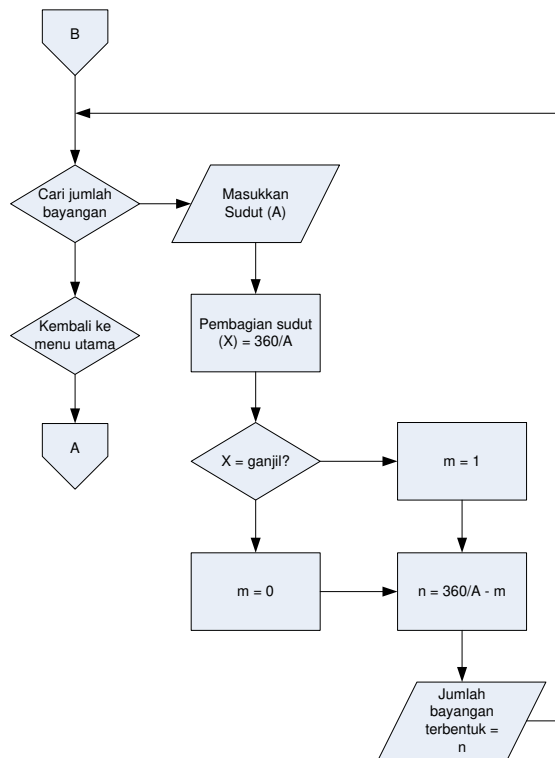 B
Cari jumlah
bayangan
Masukkan
Sudut (A)
Kembali ke
menu utama
Pembagian sudut
(X) = 360/A
A
X = ganjil?
m = 1
m = 0
n = 360/A - m
Jumlah
bayangan
terbentuk =
n